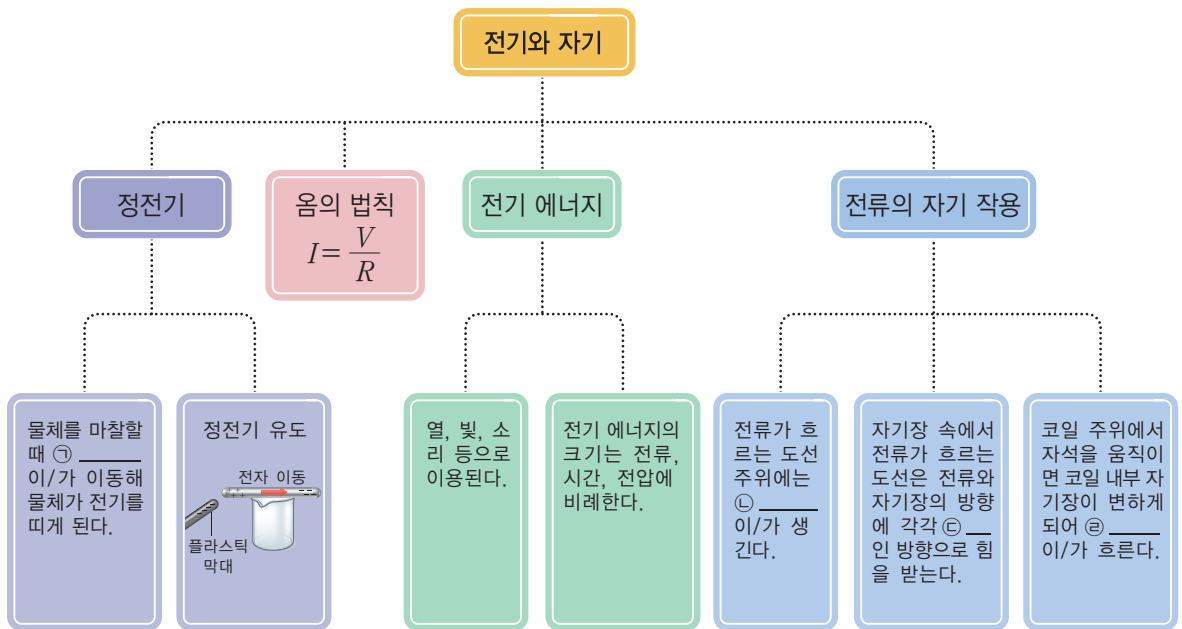 전기와 자기
정전기
옴의 법칙
I = V/R
전기 에너지
전류의 자기 작용
물체를 마찰할
때 ㉠ ______
이/가 이동해
물체가 전기를
띠게 된다.
정전기 유도
전자 이동
플라스틱
막대
열, 빛, 소
리 등으로
이용된다.
전기 에너지의
크기는 전류,
시간, 전압에
비례한다.
전류가 흐
르는 도선
주위에는
㉡ ______
이/가 생
긴다.
자기장 속에서
전류가 흐르는
도선은 전류와
자기장의 방향
에 각각 ㉢ __
인 방향으로 힘
을 받는다.
코일 주위에서
자석을 움직이
면 코일 내부 자
기장이 변하게
되어 ㉣ _____
이/가 흐른다.